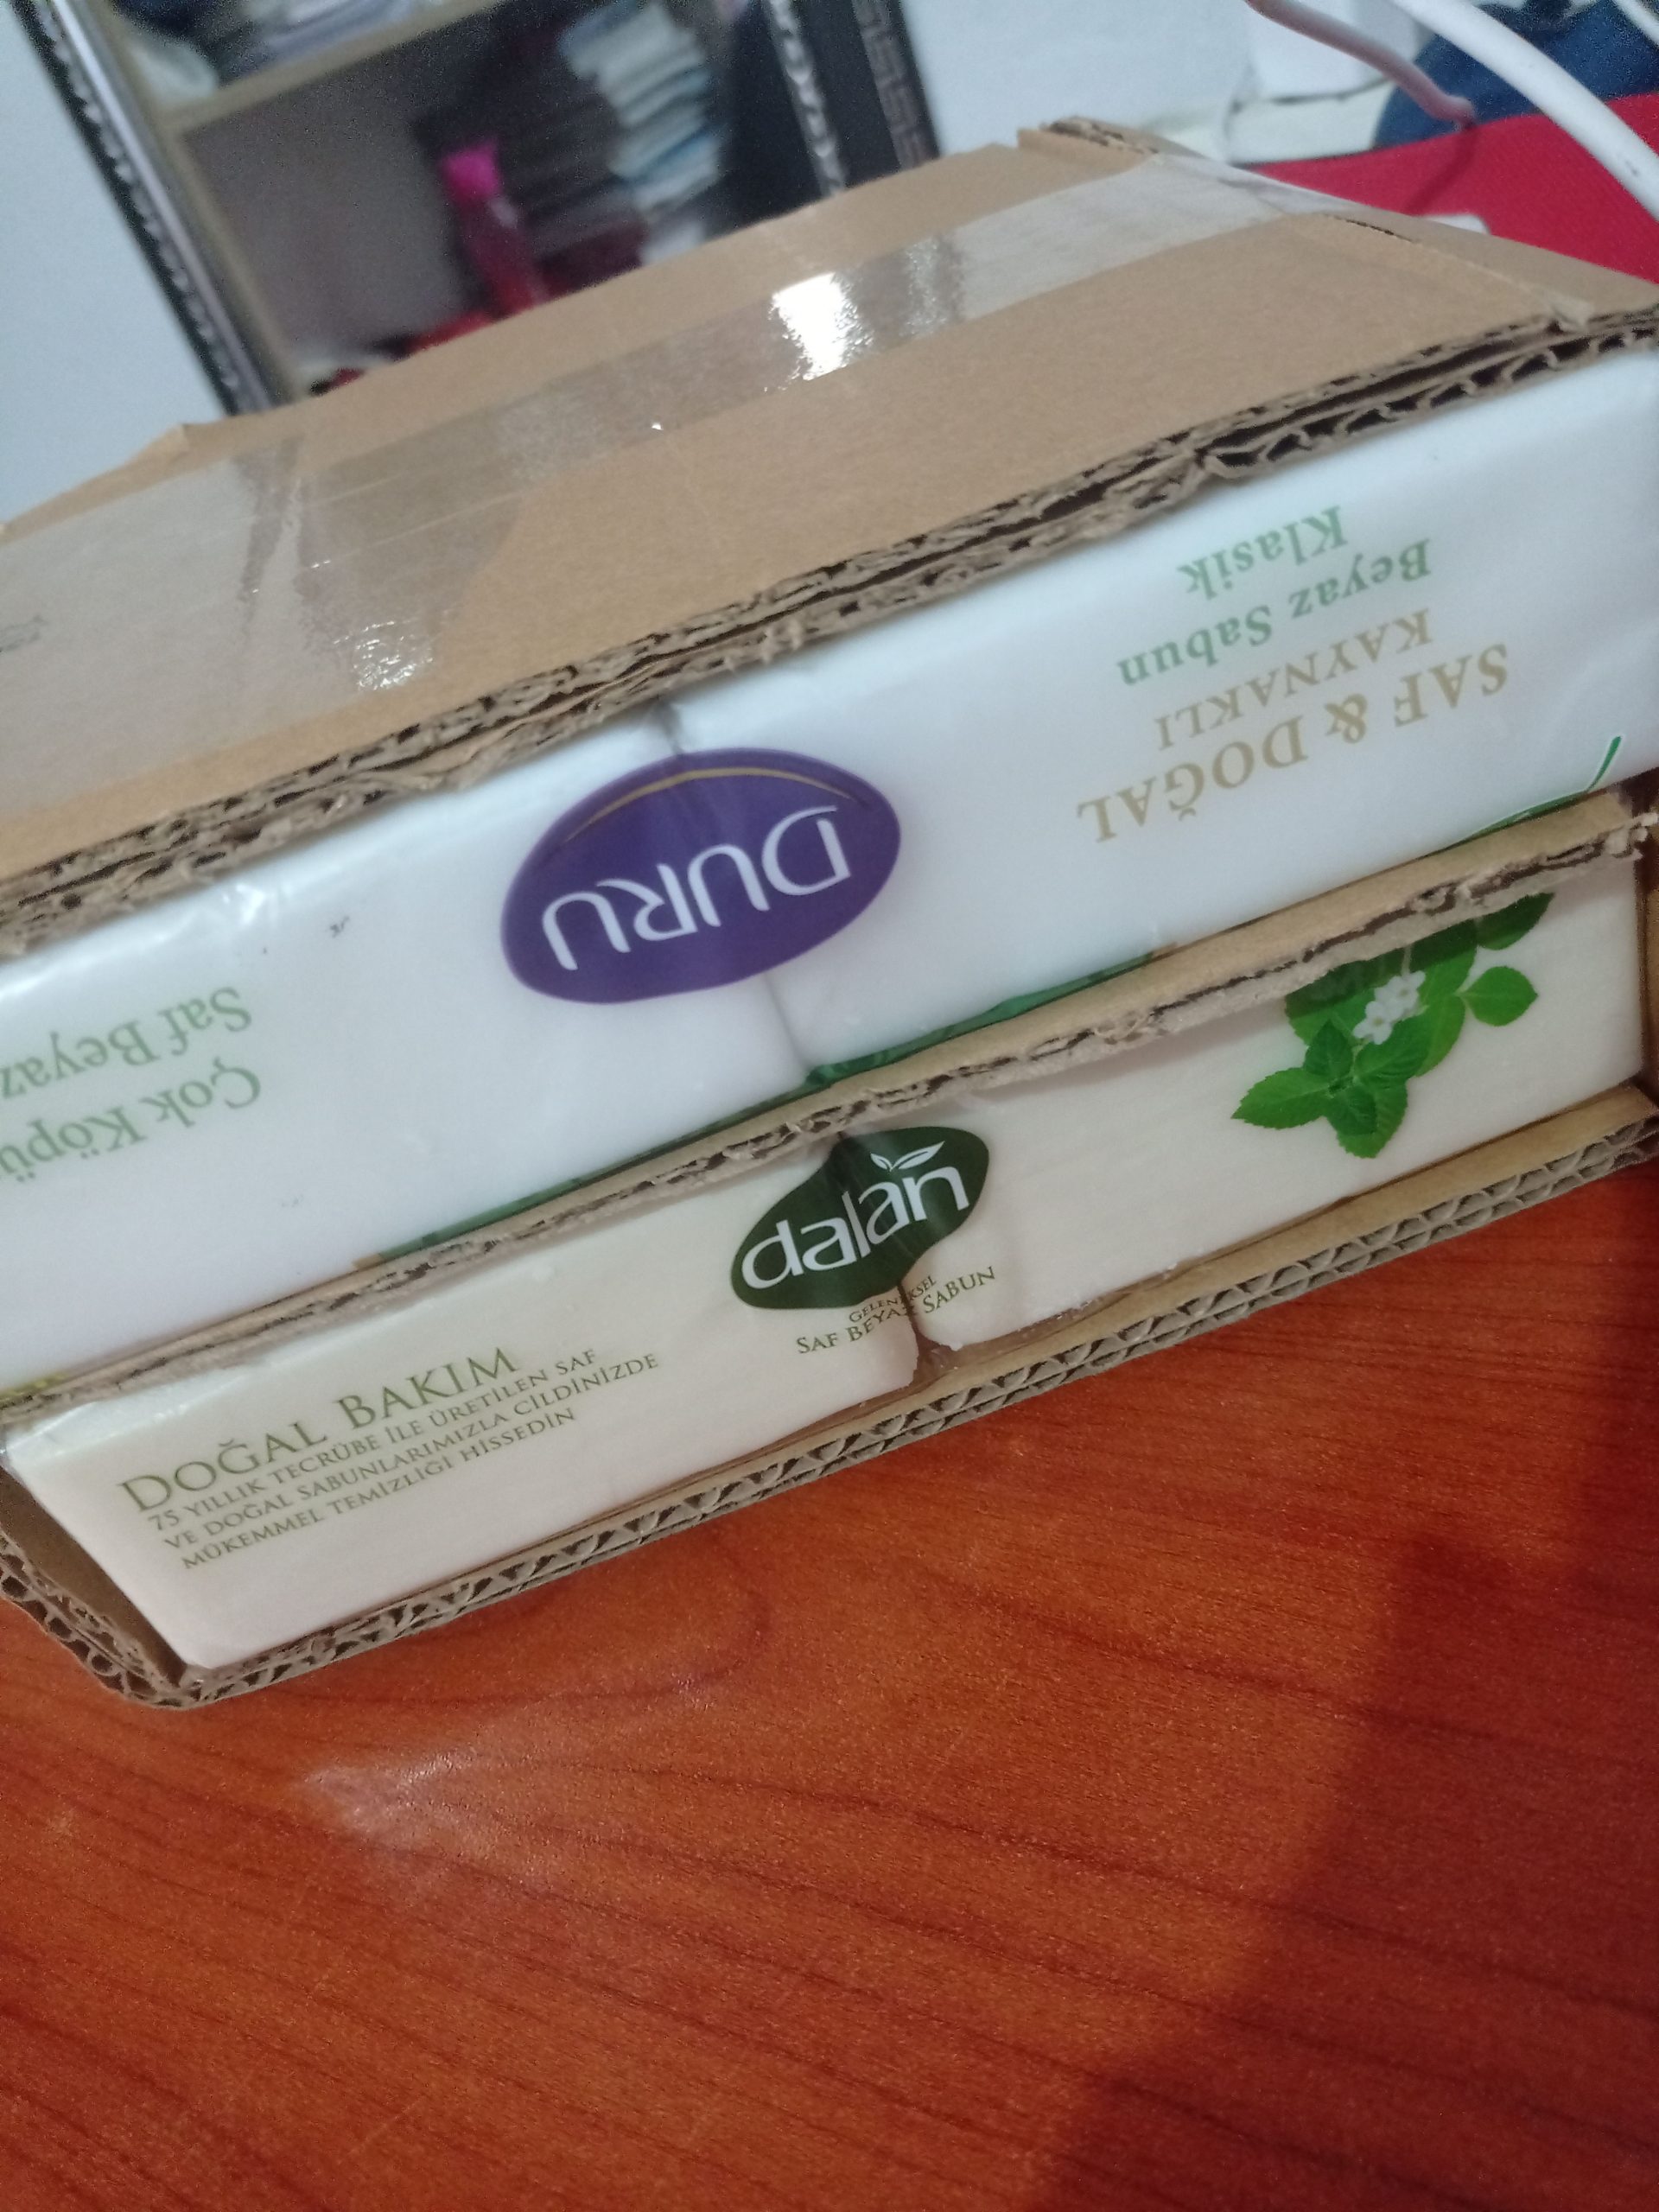 SAF & DOĞAL
KAYNAKLI
Beyaz Sabun
Klasik
DURU
Çok
Saf Beyaz
dalan
GELENEKSEL
SAF BEYAZ SABUN
DOĞAL BAKIM
75 YILLIK TECRÜBE İLE ÜRETİLEN SAF
VE DOĞAL SABUNLARIMIZLA CİLDİNİZDE
MÜKEMMEL TEMİZLİĞİ HİSSEDİN